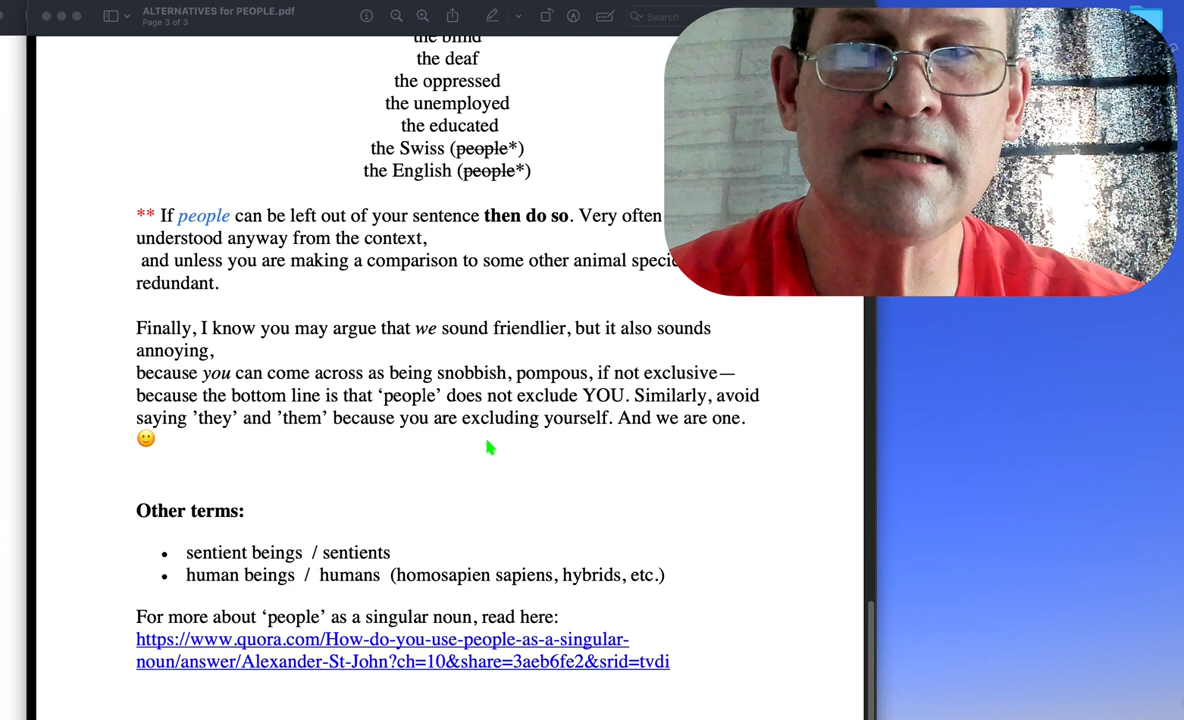 ALTERNATIVES for PEOPLE.pdf
Page 3 of 3
Search
the blind
the deaf
the oppressed
the unemployed
the educated
the Swiss (people*)
the English (people*)
** If people can be left out of your sentence then do so. Very often
understood anyway from the context,
and unless you are making a comparison to some other animal
redundant.
Finally, I know you may argue that we sound friendlier, but it also sounds
annoying,
because you can come across as being snobbish, pompous, if not exclusive—
because the bottom line is that ‘people’ does not exclude YOU. Similarly, avoid
saying ’they’ and ’them’ because you are excluding yourself. And we are one.
🙂
Other terms:
• sentient beings / sentients
• human beings / humans (homosapien sapiens, hybrids, etc.)
For more about ‘people’ as a singular noun, read here:
https://www.quora.com/How-do-you-use-people-as-a-singular-
noun/answer/Alexander-St-John?ch=10&share=3aeb6fe2&srid=tvdi